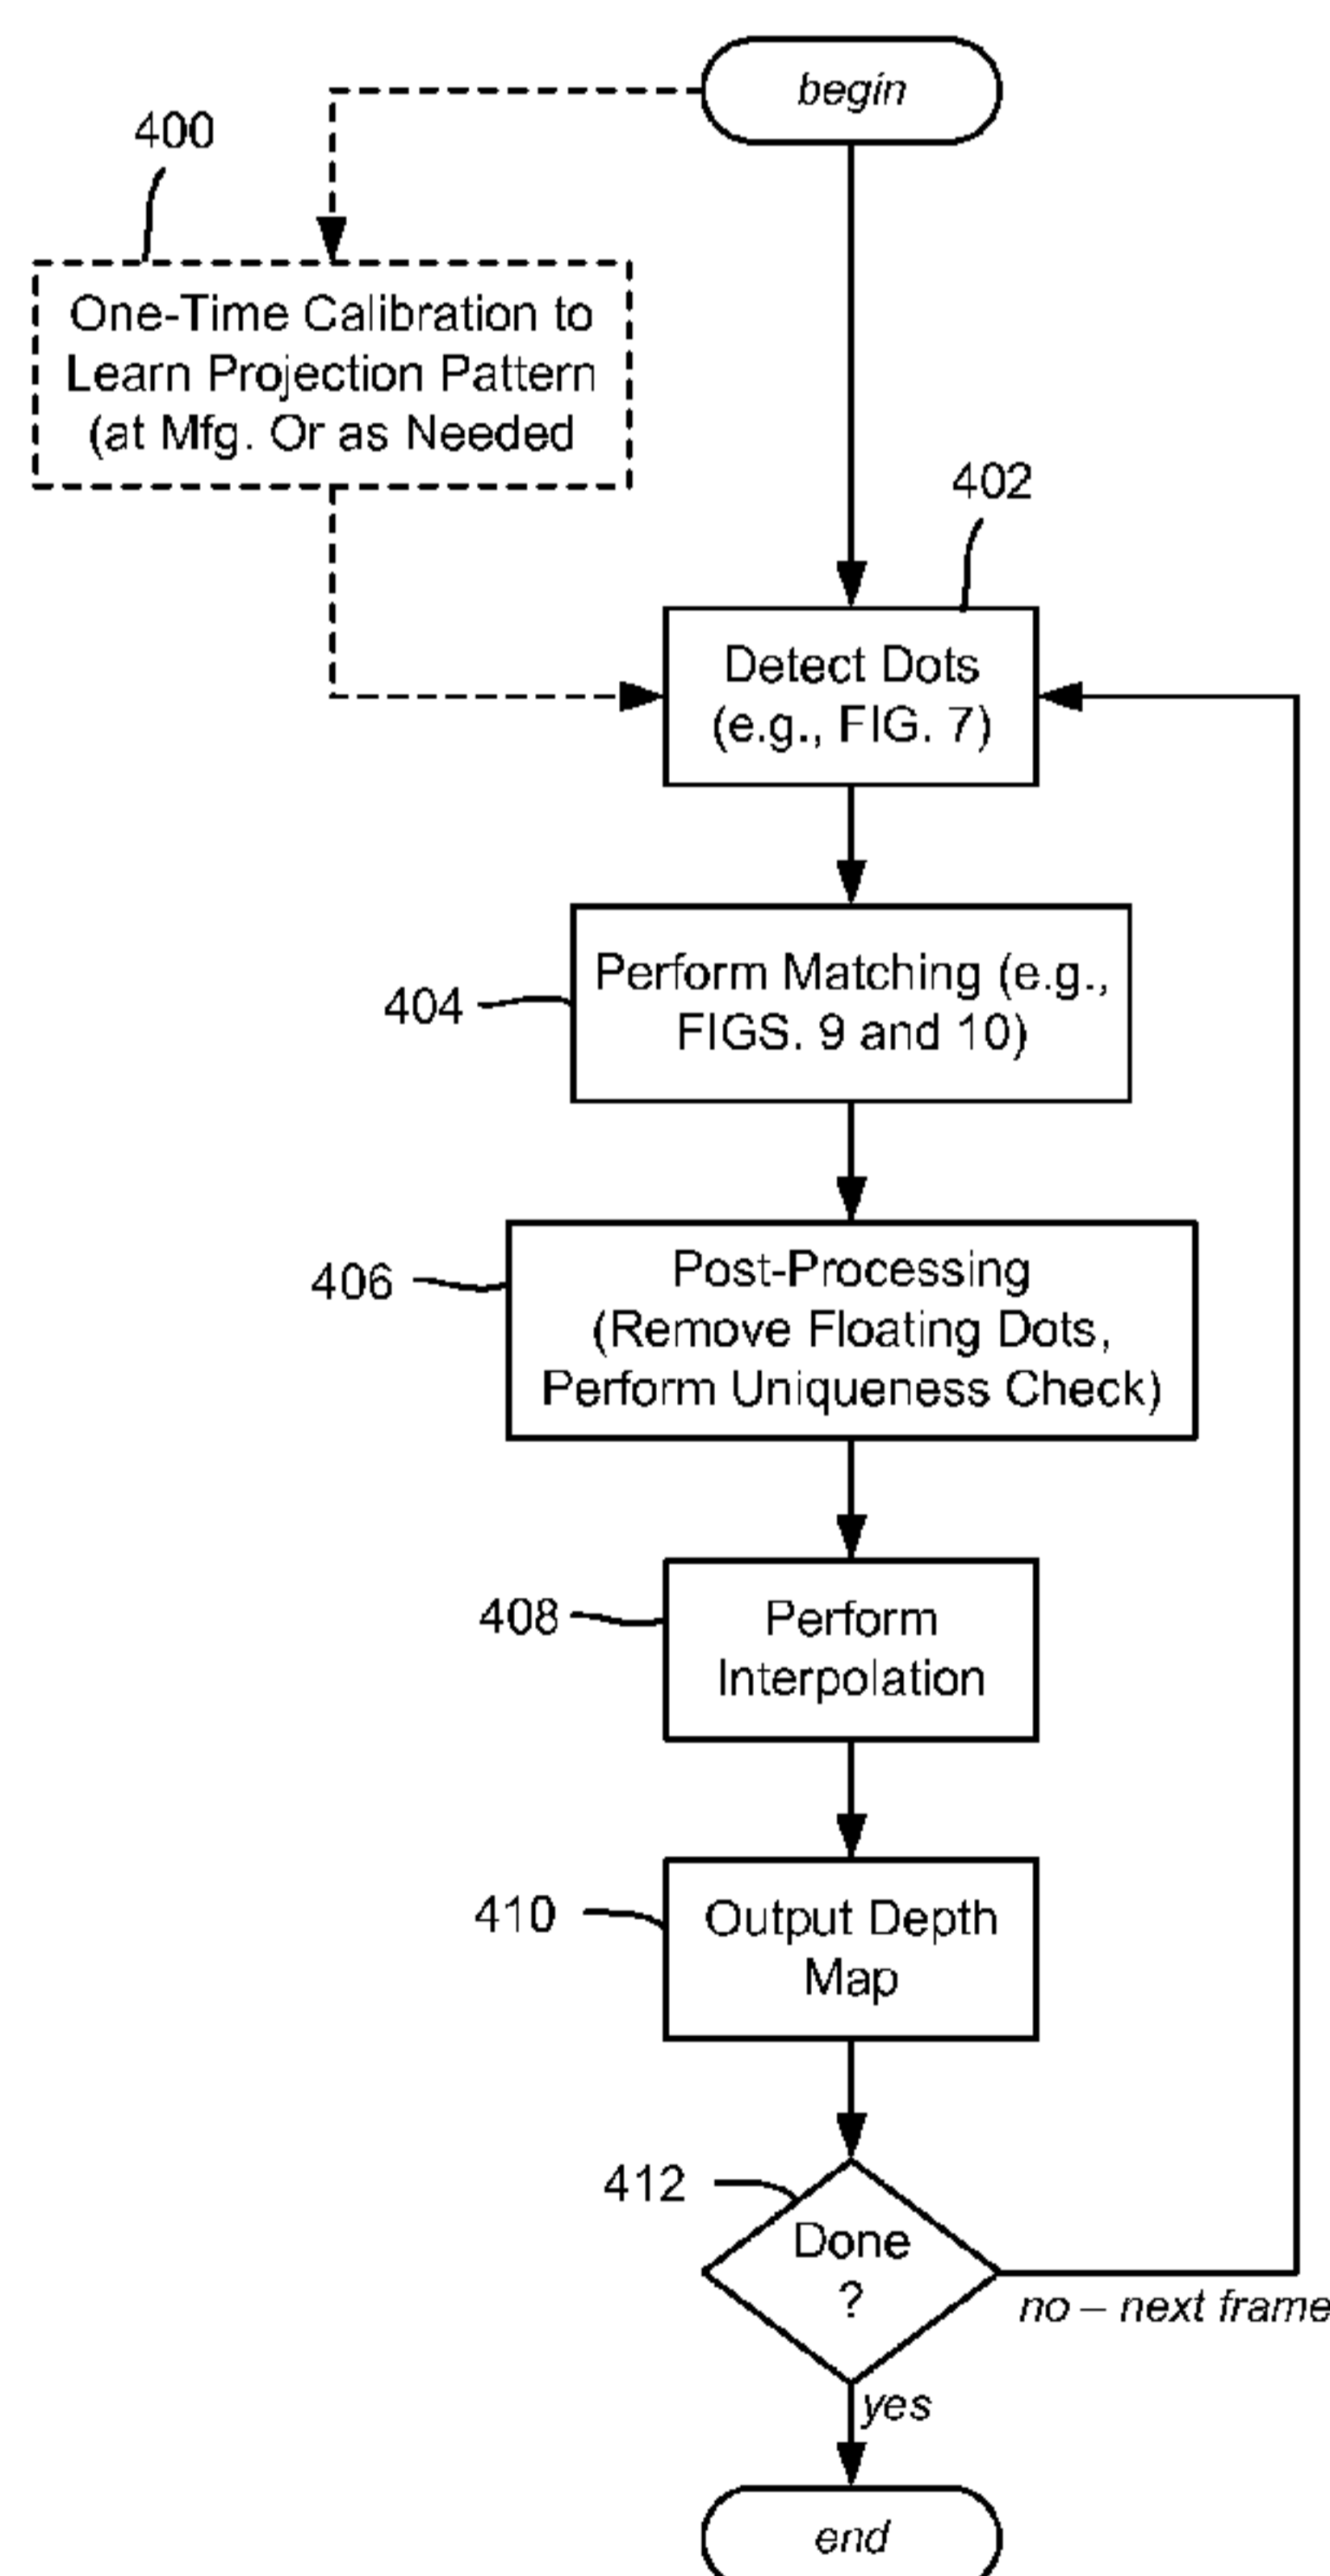 begin
400
One-Time Calibration to
Learn Projection Pattern
(at Mfg. Or as Needed
402
Detect Dots
(e.g., FIG. 7)
404
Perform Matching (e.g.,
FIGS. 9 and 10)
406
Post-Processing
(Remove Floating Dots,
Perform Uniqueness Check)
408
Perform
Interpolation
410
Output Depth
Map
412
Done
?
no – next frame
yes
end